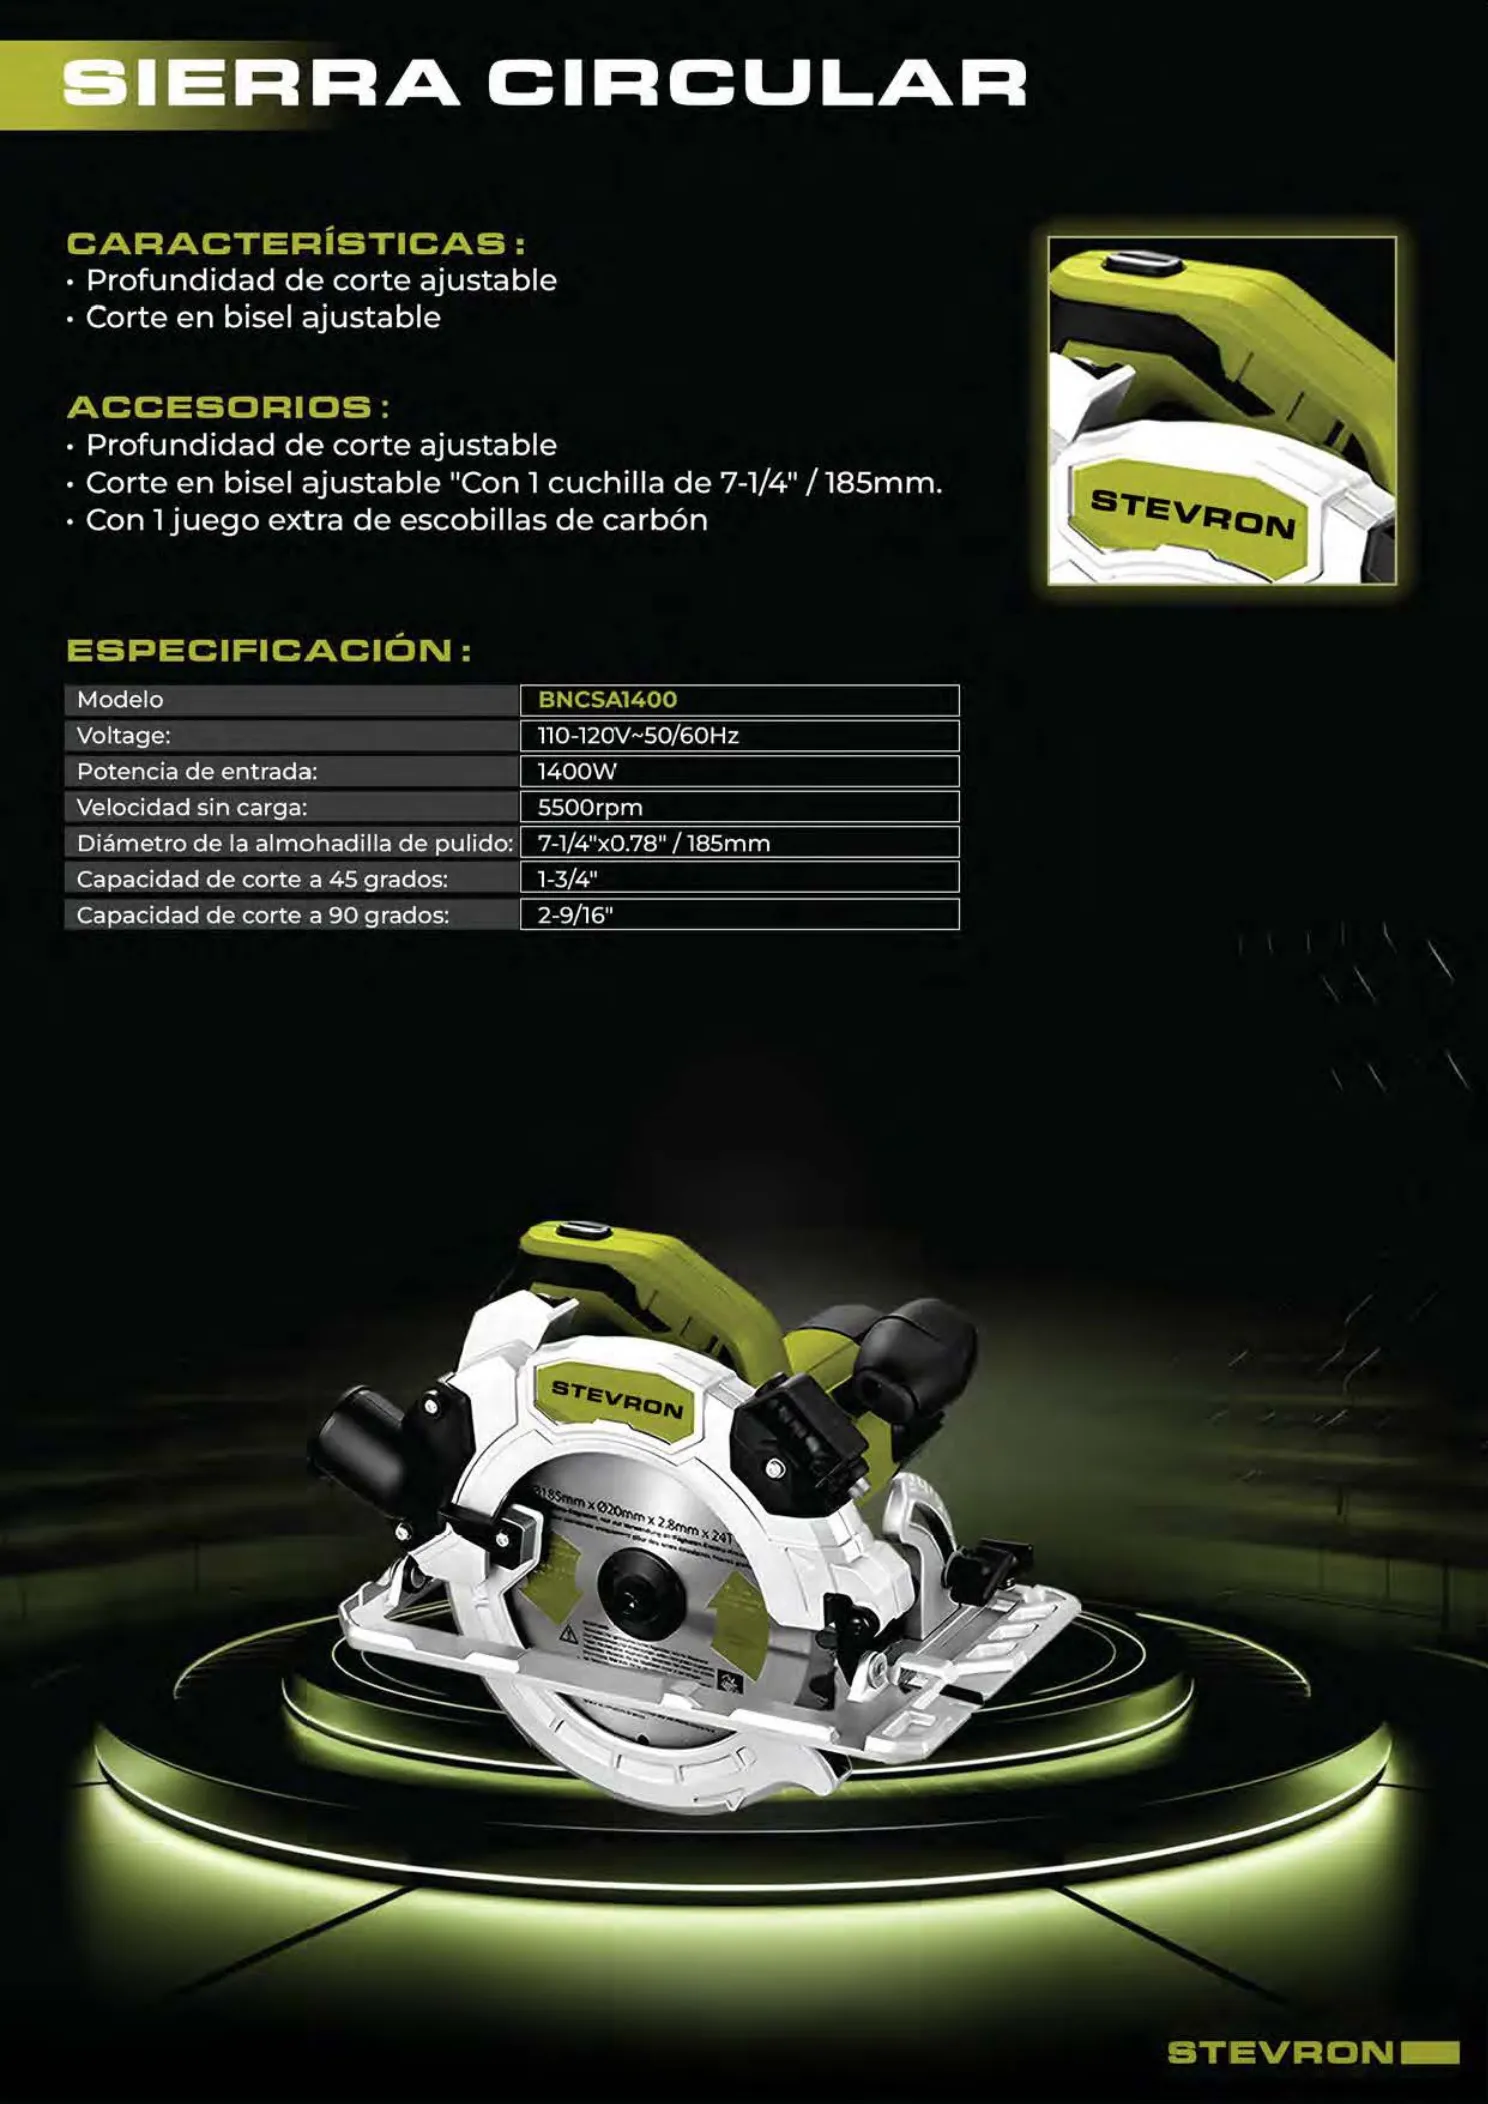 SIERRA CIRCULAR
CARACTERÍSTICAS:
• Profundidad de corte ajustable
• Corte en bisel ajustable
ACCESORIOS:
• Profundidad de corte ajustable
• Corte en bisel ajustable "Con 1 cuchilla de 7-1/4" / 185mm.
• Con 1 juego extra de escobillas de carbón
STEVRON
ESPECIFICACIÓN:
Modelo BNCSA1400
Voltage: 110-120V~50/60Hz
Potencia de entrada: 1400W
Velocidad sin carga: 5500rpm
Diámetro de la almohadilla de pulido: 7-1/4"x0.78" / 185mm
Capacidad de corte a 45 grados: 1-3/4"
Capacidad de corte a 90 grados: 2-9/16"
STEVRON
Ø185mm x Ø20mm x 2.8mm x 24T
STEVRON